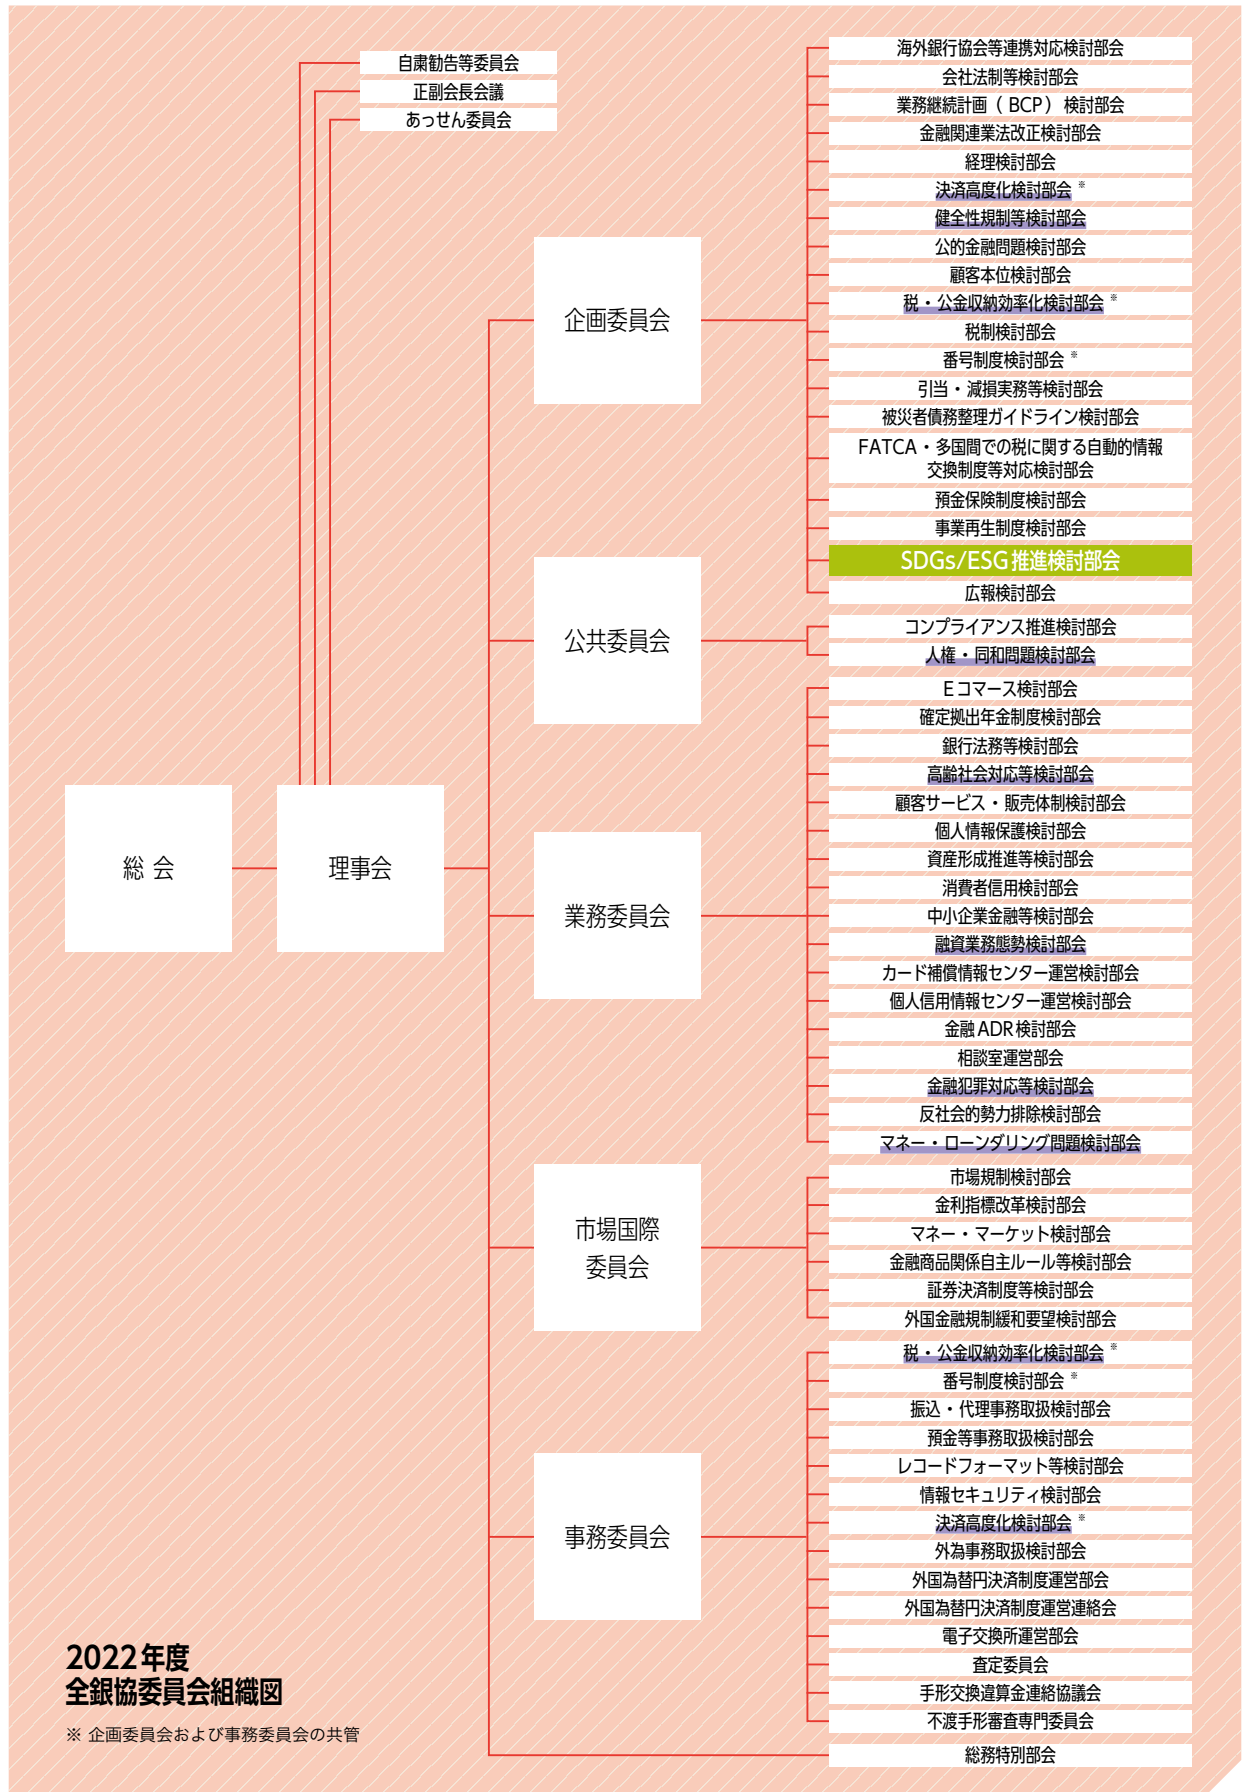 自粛勧告等委員会
正副会長会議
あっせん委員会
総 会
理事会
企画委員会
海外銀行協会等連携対応検討部会
会社法制等検討部会
業務継続計画（BCP）検討部会
金融関連業法改正検討部会
経理検討部会
決済高度化検討部会 ※
健全性規制等検討部会
公的金融問題検討部会
顧客本位検討部会
税・公金収納効率化検討部会 ※
税制検討部会
番号制度検討部会 ※
引当・減損実務等検討部会
被災者債務整理ガイドライン検討部会
FATCA・多国間での税に関する自動的情報
交換制度等対応検討部会
預金保険制度検討部会
事業再生制度検討部会
SDGs/ESG推進検討部会
広報検討部会
公共委員会
コンプライアンス推進検討部会
人権・同和問題検討部会
業務委員会
Eコマース検討部会
確定拠出年金制度検討部会
銀行法務等検討部会
高齢社会対応等検討部会
顧客サービス・販売体制検討部会
個人情報保護検討部会
資産形成推進等検討部会
消費者信用検討部会
中小企業金融等検討部会
融資業務態勢検討部会
カード補償情報センター運営検討部会
個人信用情報センター運営検討部会
金融ADR検討部会
相談室運営部会
金融犯罪対応等検討部会
反社会的勢力排除検討部会
マネー・ローンダリング問題検討部会
市場国際
委員会
市場規制検討部会
金利指標改革検討部会
マネー・マーケット検討部会
金融商品関係自主ルール等検討部会
証券決済制度等検討部会
外国金融規制緩和要望検討部会
事務委員会
税・公金収納効率化検討部会 ※
番号制度検討部会 ※
振込・代理事務取扱検討部会
預金等事務取扱検討部会
レコードフォーマット等検討部会
情報セキュリティ検討部会
決済高度化検討部会 ※
外為事務取扱検討部会
外国為替円決済制度運営部会
外国為替円決済制度運営連絡会
電子交換所運営部会
査定委員会
手形交換違算金連絡協議会
不渡手形審査専門委員会
総務特別部会
2022年度
全銀協委員会組織図
※ 企画委員会および事務委員会の共管